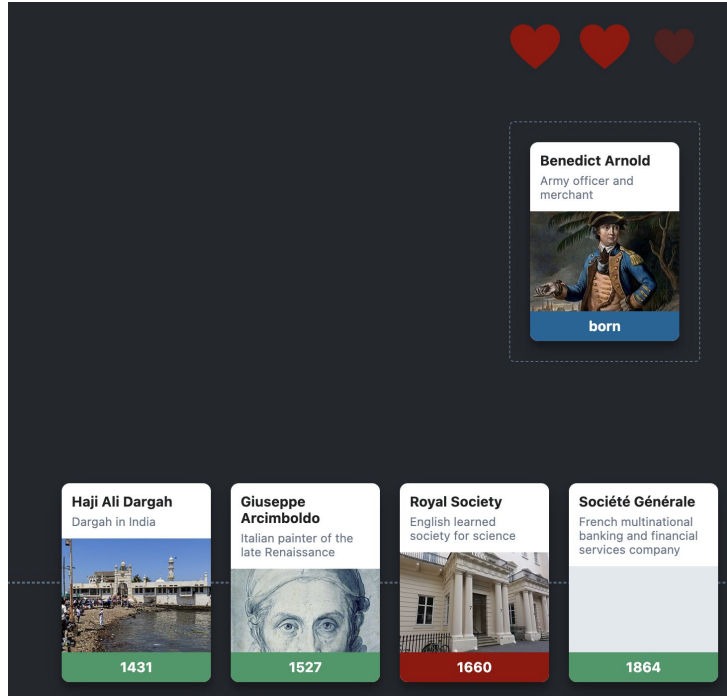 Benedict Arnold
Army officer and
merchant
born
Haji Ali Dargah
Dargah in India
1431
Giuseppe
Arcimboldo
Italian painter of the
late Renaissance
1527
Royal Society
English learned
society for science
1660
Société Générale
French multinational
banking and financial
services company
1864